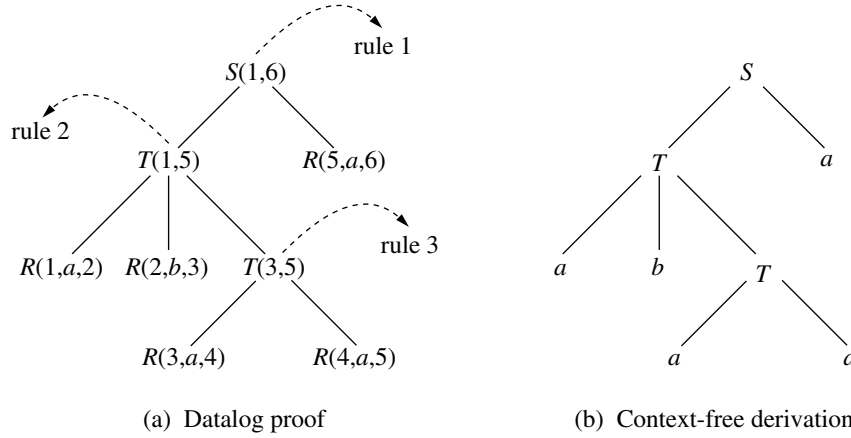 rule 1
S(1,6) S
rule 2
T(1,5) R(5,a,6) T a
rule 3
R(1,a,2) R(2,b,3) T(3,5) a b T
R(3,a,4) R(4,a,5) a
(a) Datalog proof (b) Context-free derivation